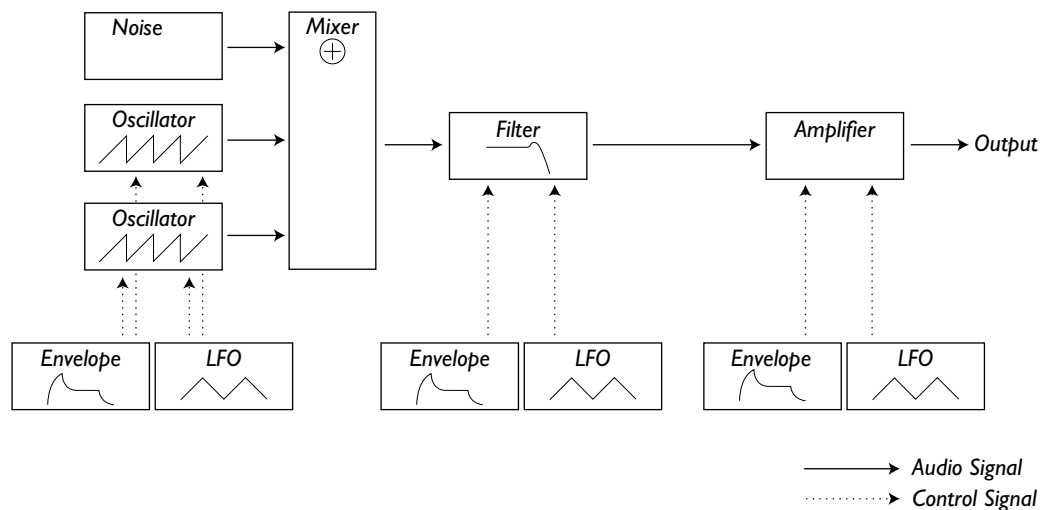 Noise
Mixer
Oscillator
Filter
Amplifier
Output
Oscillator
Envelope
LFO
Envelope
LFO
Envelope
LFO
Audio Signal
Control Signal